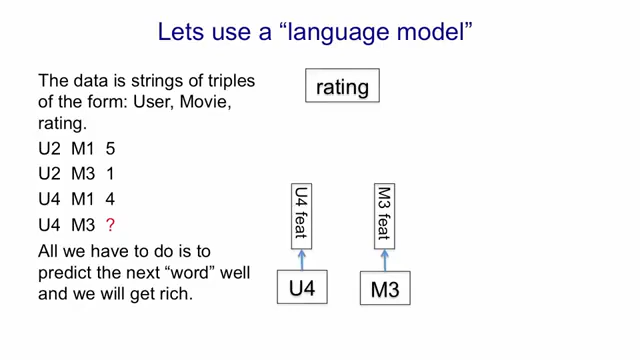 Lets use a “language model”
The data is strings of triples
of the form: User, Movie,
rating.
U2 M1 5
U2 M3 1
U4 M1 4
U4 M3 ?
All we have to do is to
predict the next “word” well
and we will get rich.
rating
U4 feat
M3 feat
U4
M3